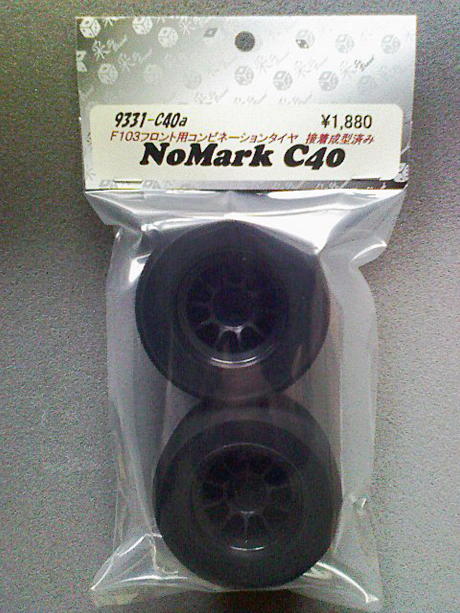 9331-C40a ¥1,880
F103フロント用コンビネーションタイヤ 接着成型済み
NoMark C40